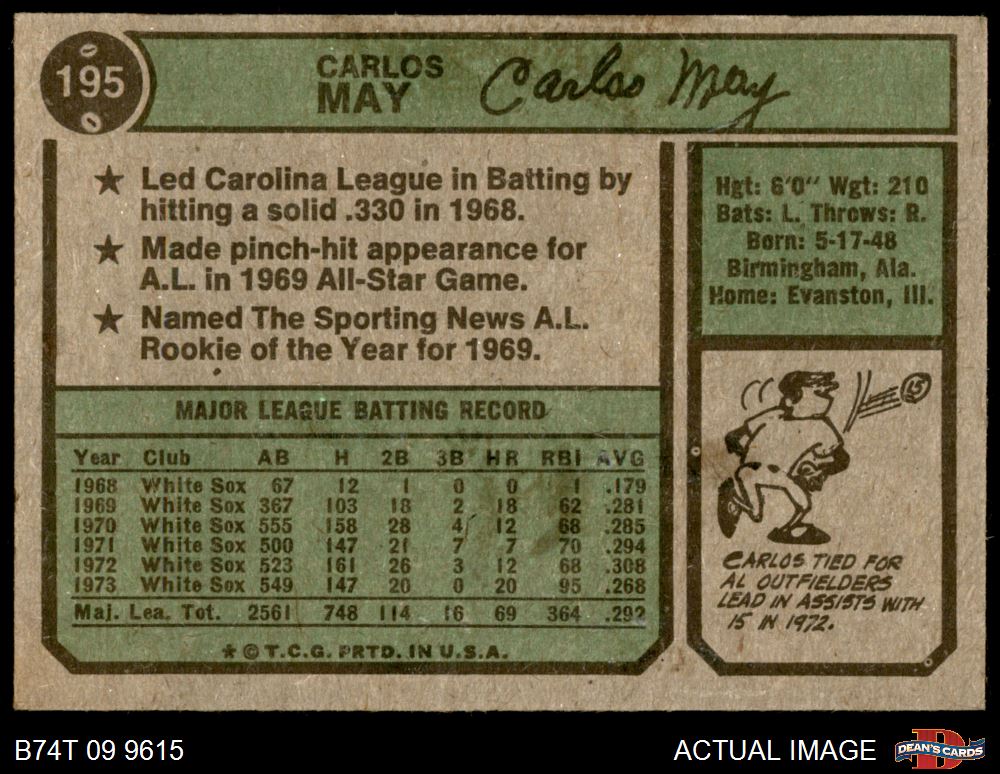 195
CARLOS
MAY
Carlos May
★ Led Carolina League in Batting by
hitting a solid .330 in 1968.
★ Made pinch-hit appearance for
A.L. in 1969 All-Star Game.
★ Named The Sporting News A.L.
Rookie of the Year for 1969.
Hgt: 6'0" Wgt: 210
Bats: L. Throws: R.
Born: 5-17-48
Birmingham, Ala.
Home: Evanston, Ill.
MAJOR LEAGUE BATTING RECORD
Year Club AB H 2B 3B HR RBI AVG
1968 White Sox 67 12 1 0 0 1 .179
1969 White Sox 367 103 18 2 18 62 .281
1970 White Sox 555 158 28 4 12 68 .285
1971 White Sox 500 147 21 7 7 70 .294
1972 White Sox 523 161 26 3 12 68 .308
1973 White Sox 549 147 20 0 20 95 .268
Maj. Lea. Tot. 2561 748 114 16 69 364 .292
★ © T.C.G. PRTD. IN U.S.A.
15
CARLOS TIED FOR
AL OUTFIELDERS
LEAD IN ASSISTS WITH
15 IN 1972.
B74T 09 9615
ACTUAL IMAGE
D
DEAN'S CARDS